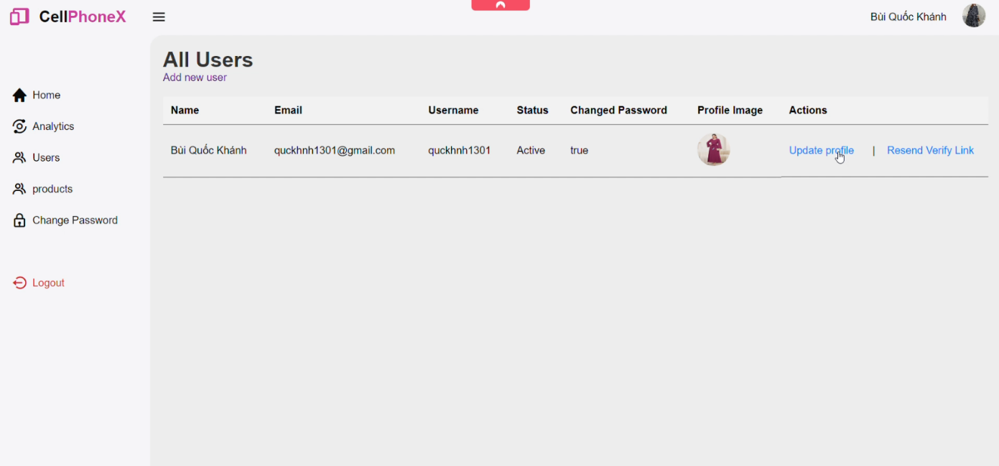 CellPhoneX
Bùi Quốc Khánh
Home
Analytics
Users
products
Change Password
Logout
All Users
Add new user
Name Email Username Status Changed Password Profile Image Actions
Bùi Quốc Khánh quckhnh1301@gmail.com quckhnh1301 Active true Update profile | Resend Verify Link